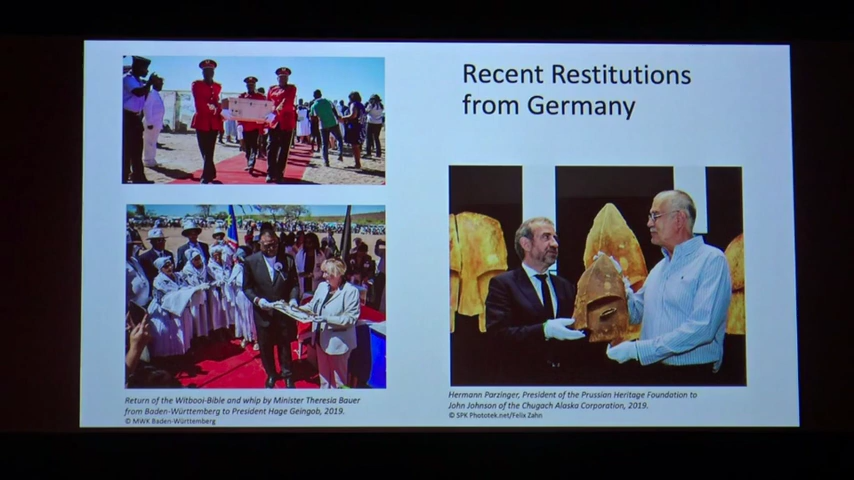 Recent Restitutions
from Germany
Return of the Witbooi-Bible and whip by Minister Theresia Bauer
from Baden-Württemberg to President Hage Geingob, 2019.
© MWK Baden-Württemberg
Hermann Parzinger, President of the Prussian Heritage Foundation to
John Johnson of the Chugach Alaska Corporation, 2019.
© SPK Phototek.net/Felix Zahn